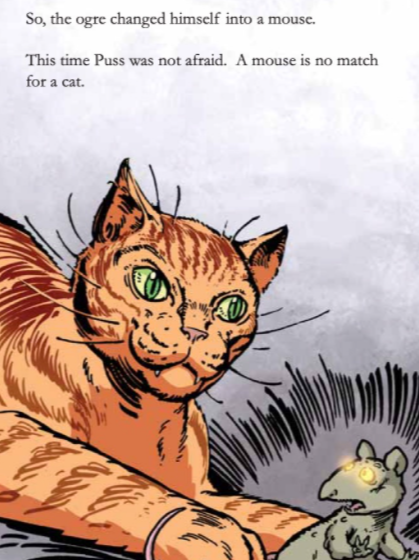 So, the ogre changed himself into a mouse.
This time Puss was not afraid.  A mouse is no match
for a cat.